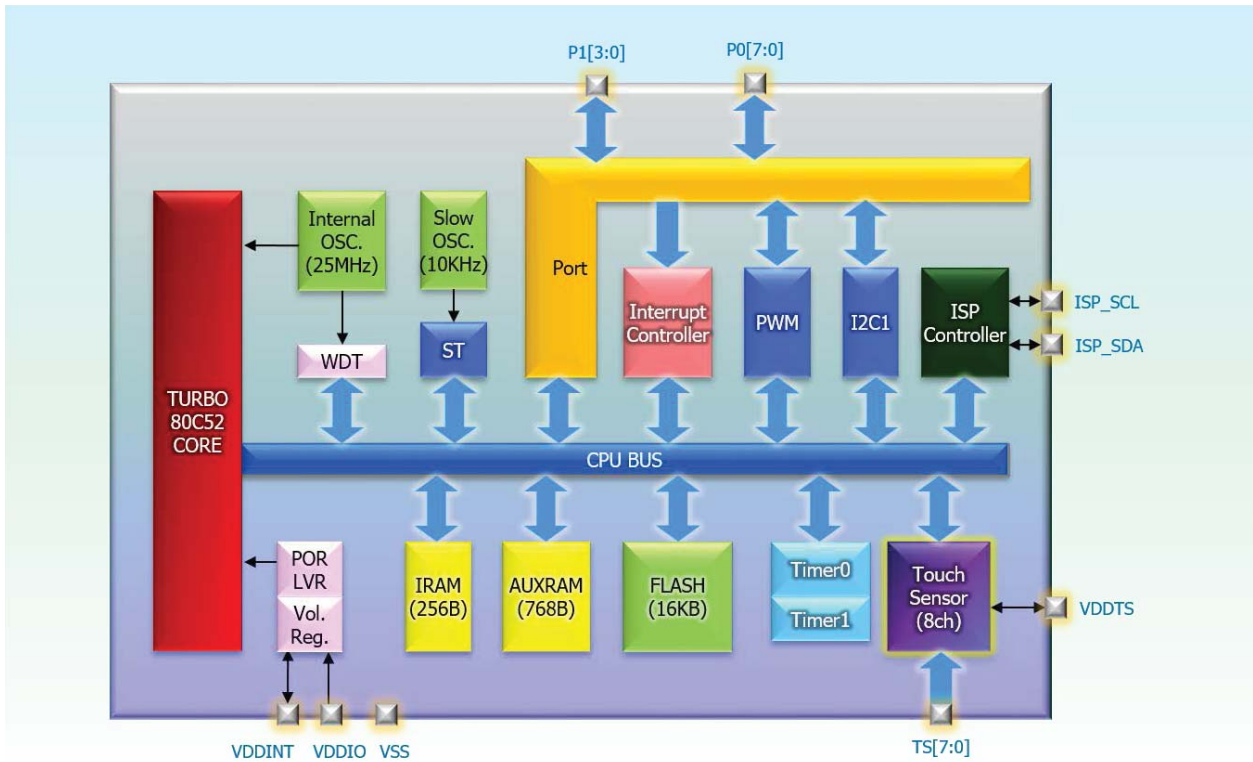 P1[3:0]
P0[7:0]
Internal
OSC.
(25MHz)
Slow
OSC.
(10KHz)
Port
Interrupt
Controller
PWM
I2C1
ISP
Controller
ISP_SCL
ISP_SDA
WDT
ST
TURBO
80C52
CORE
CPU BUS
POR
LVR
Vol.
Reg.
IRAM
(256B)
AUXRAM
(768B)
FLASH
(16KB)
Timer0
Timer1
Touch
Sensor
(8ch)
VDDTS
VDDINT
VDDIO
VSS
TS[7:0]